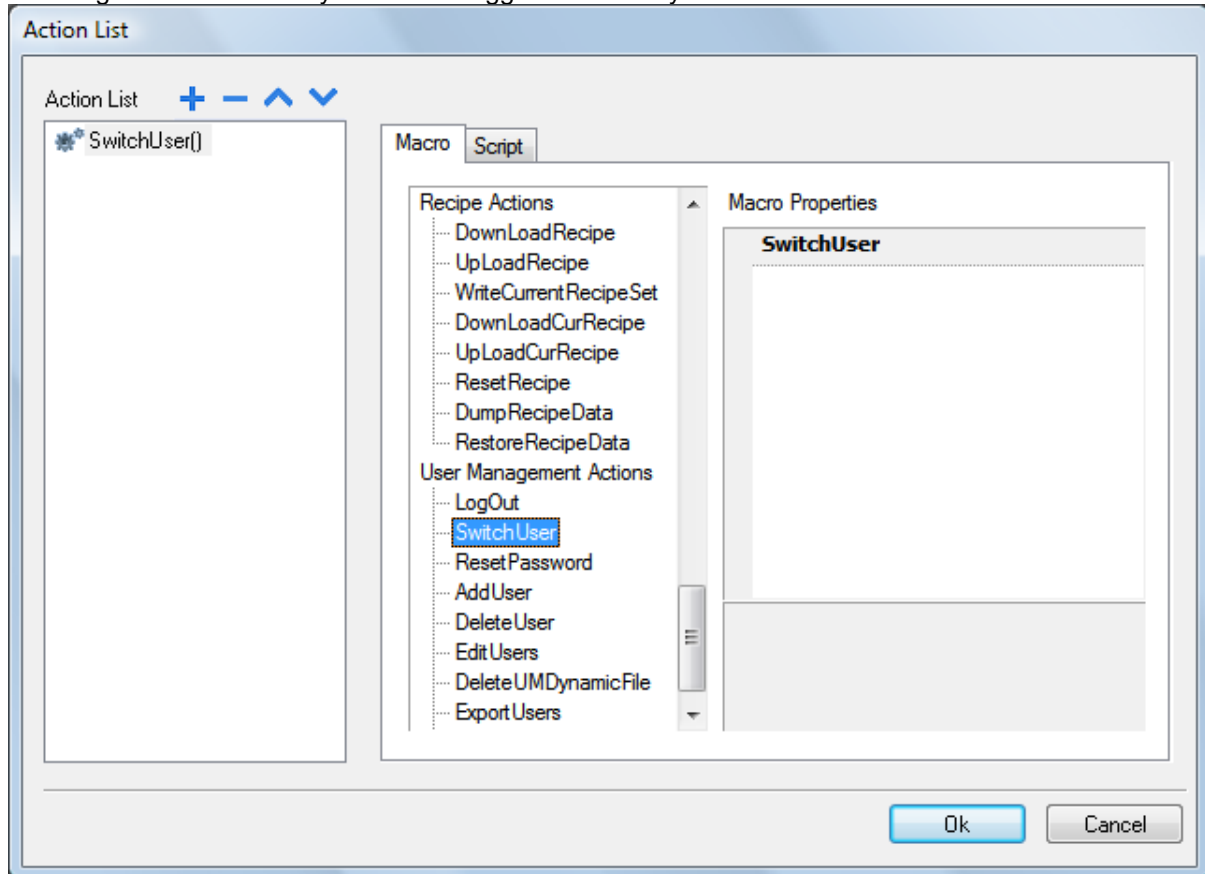 Action List
Action List
SwitchUser()
Macro
Script
Recipe Actions
DownLoadRecipe
UpLoadRecipe
WriteCurrentRecipeSet
DownLoadCurRecipe
UpLoadCurRecipe
ResetRecipe
DumpRecipeData
RestoreRecipeData
User Management Actions
LogOut
SwitchUser
ResetPassword
AddUser
DeleteUser
EditUsers
DeleteUMDynamicFile
ExportUsers
Macro Properties
SwitchUser
Ok
Cancel